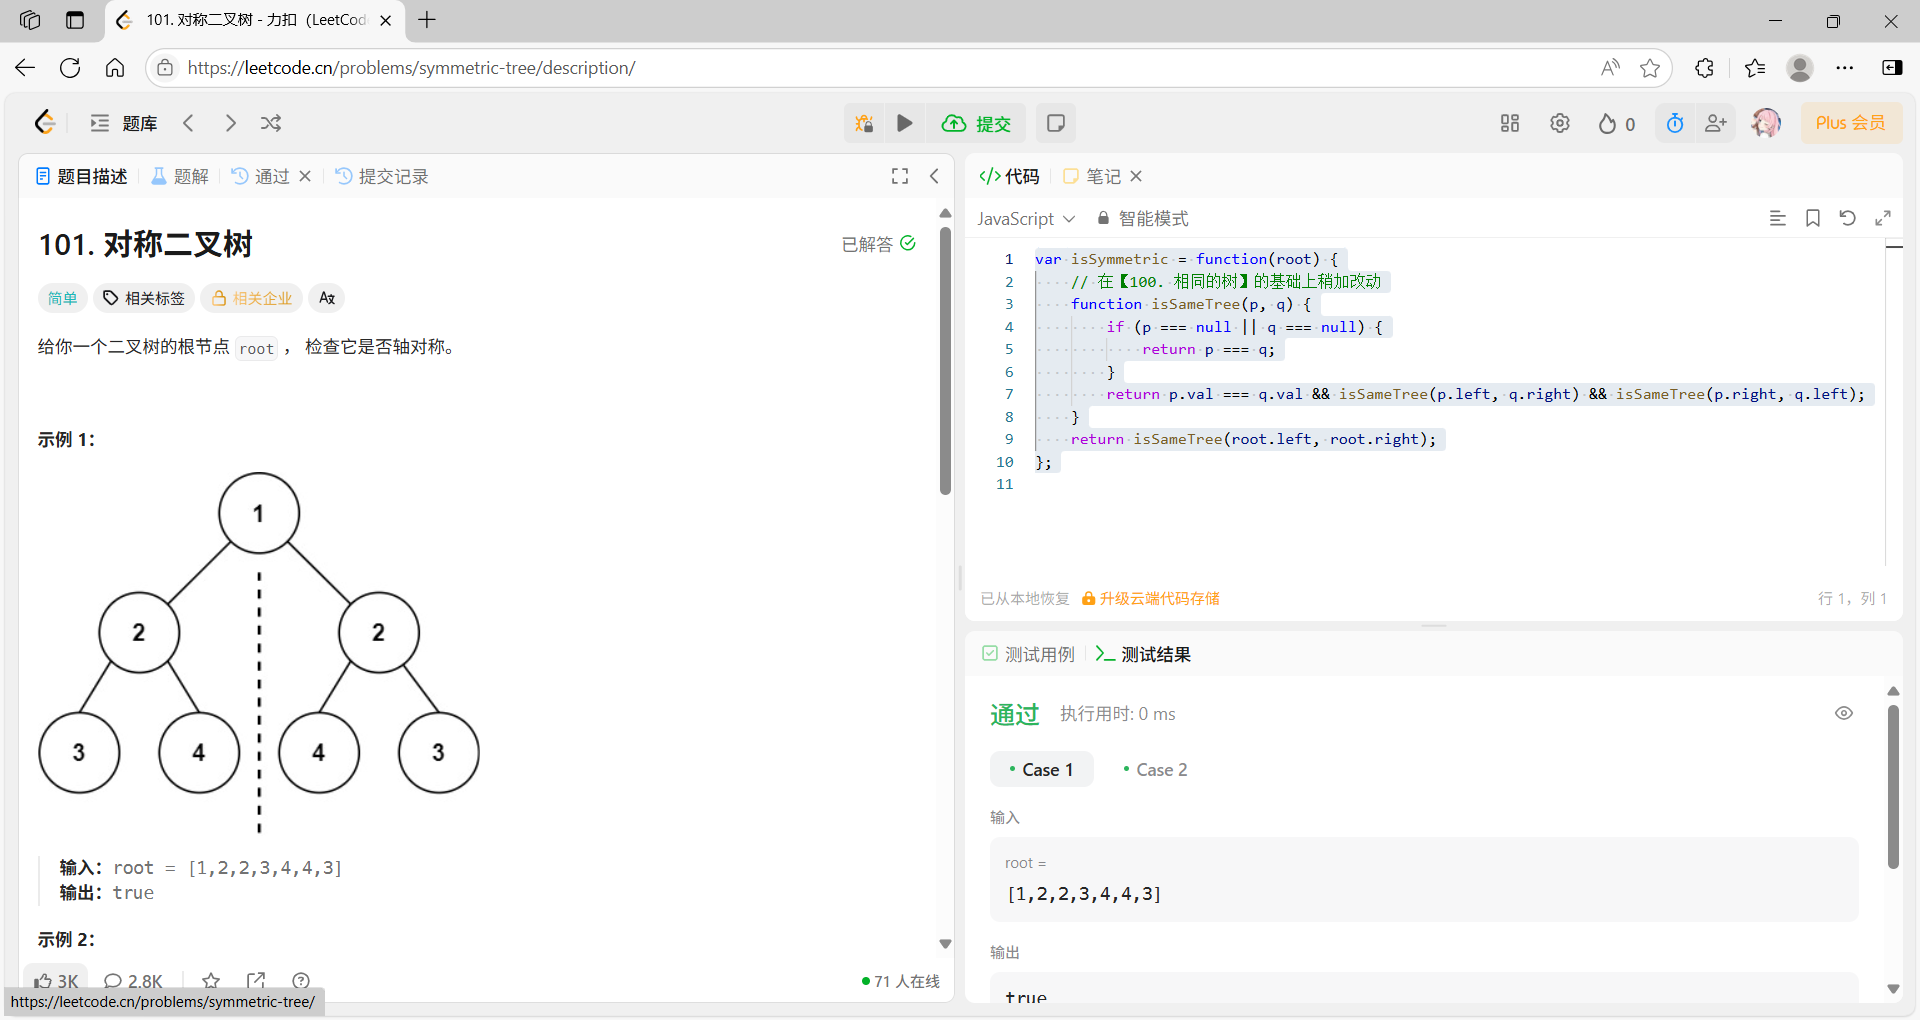 101. 对称二叉树 - 力扣（LeetCod
https://leetcode.cn/problems/symmetric-tree/description/
题库
提交
0
Plus 会员
题目描述
题解
通过
提交记录
101. 对称二叉树
已解答
简单
相关标签
相关企业
给你一个二叉树的根节点 root ， 检查它是否轴对称。
示例 1：
1
2
2
3
4
4
3
输入：root = [1,2,2,3,4,4,3]
输出：true
示例 2：
3K
2.8K
71 人在线
https://leetcode.cn/problems/symmetric-tree/
代码
笔记
JavaScript
智能模式
1 var isSymmetric = function(root) {
2 // 在【100. 相同的树】的基础上稍加改动
3 function isSameTree(p, q) {
4 if (p === null || q === null) {
5 return p === q;
6 }
7 return p.val === q.val && isSameTree(p.left, q.right) && isSameTree(p.right, q.left);
8 }
9 return isSameTree(root.left, root.right);
10 };
11
已从本地恢复
升级云端代码存储
行 1，列 1
测试用例
测试结果
通过
执行用时: 0 ms
Case 1
Case 2
输入
root =
[1,2,2,3,4,4,3]
输出
true